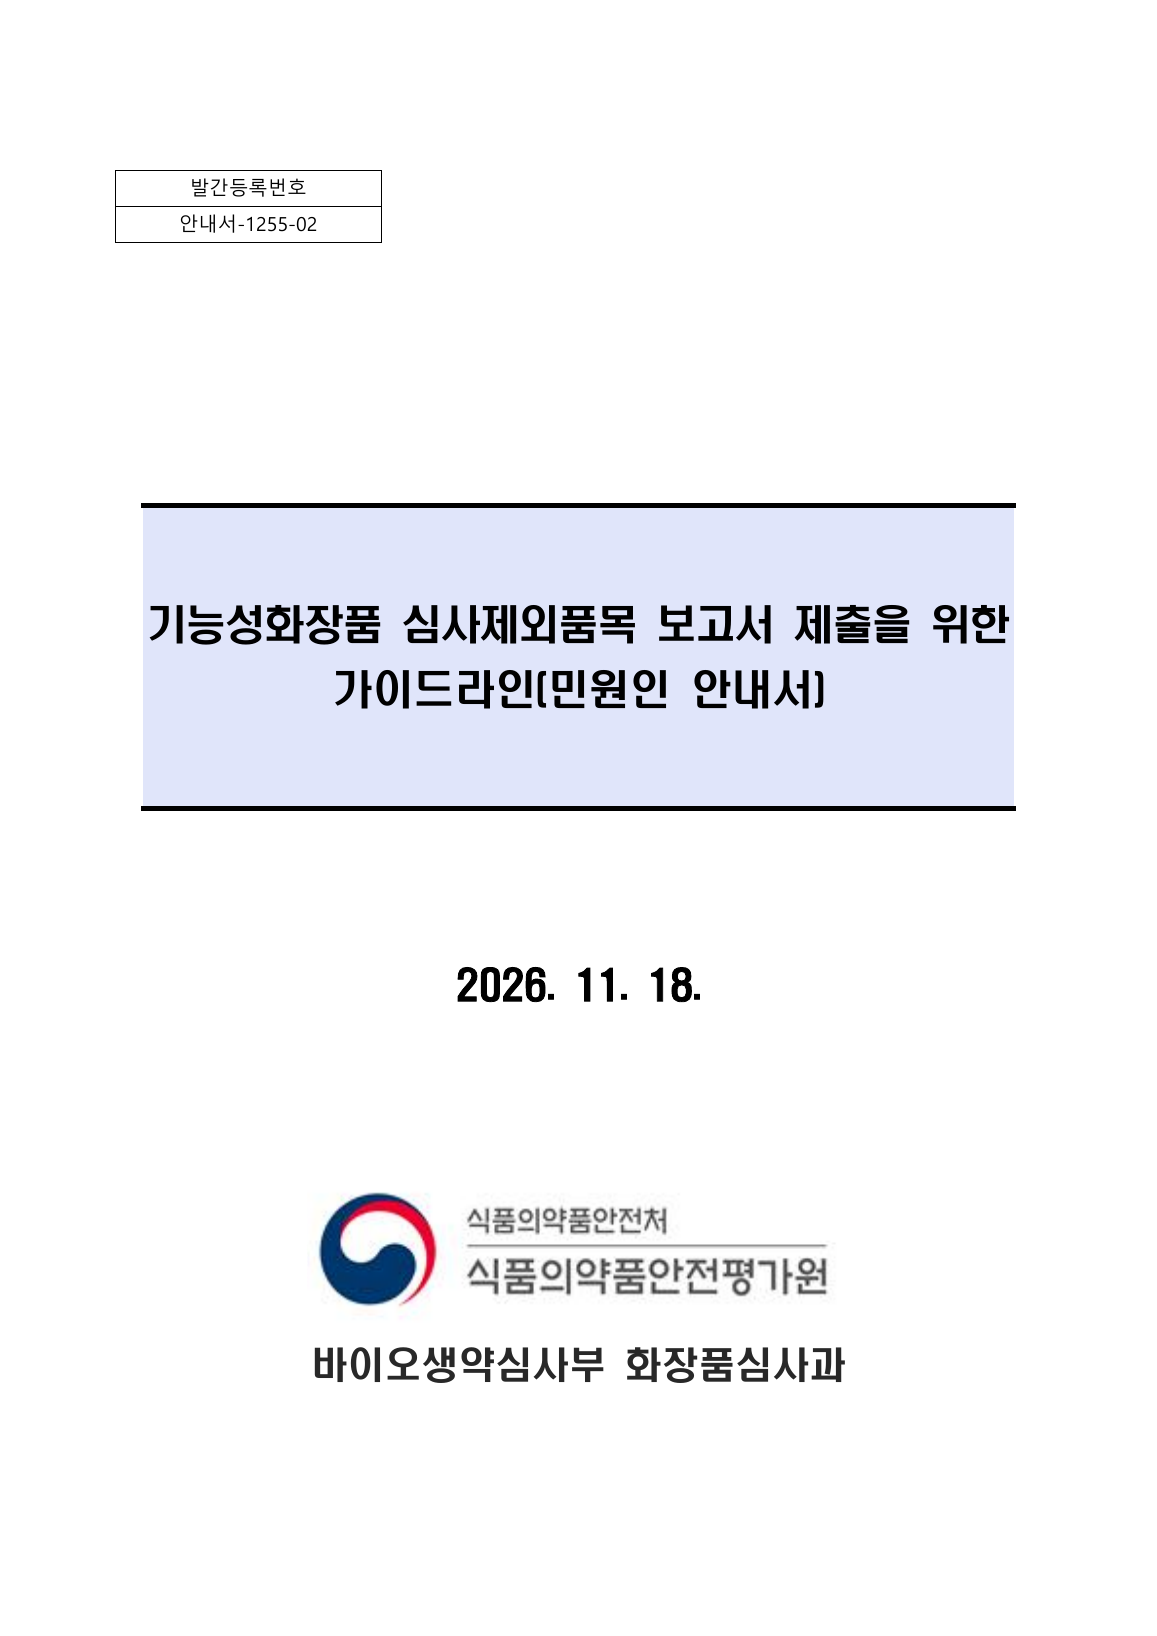 발간등록번호
안내서-1255-02
기능성화장품 심사제외품목 보고서 제출을 위한
가이드라인(민원인 안내서)
2026. 11. 18.
식품의약품안전처
식품의약품안전평가원
바이오생약심사부 화장품심사과